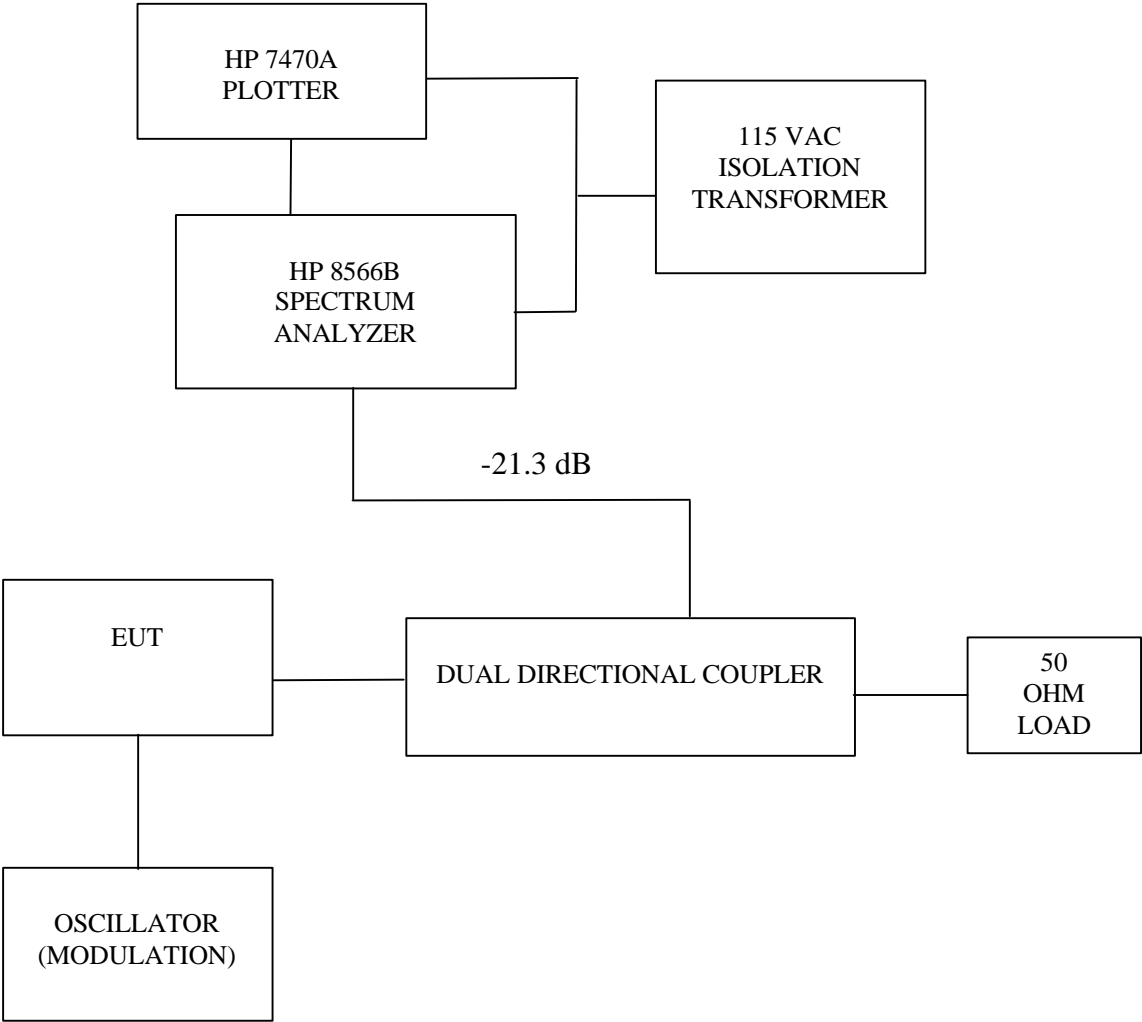 HP 7470A
PLOTTER
115 VAC
ISOLATION
TRANSFORMER
HP 8566B
SPECTRUM
ANALYZER
-21.3 dB
EUT
DUAL DIRECTIONAL COUPLER
50
OHM
LOAD
OSCILLATOR
(MODULATION)